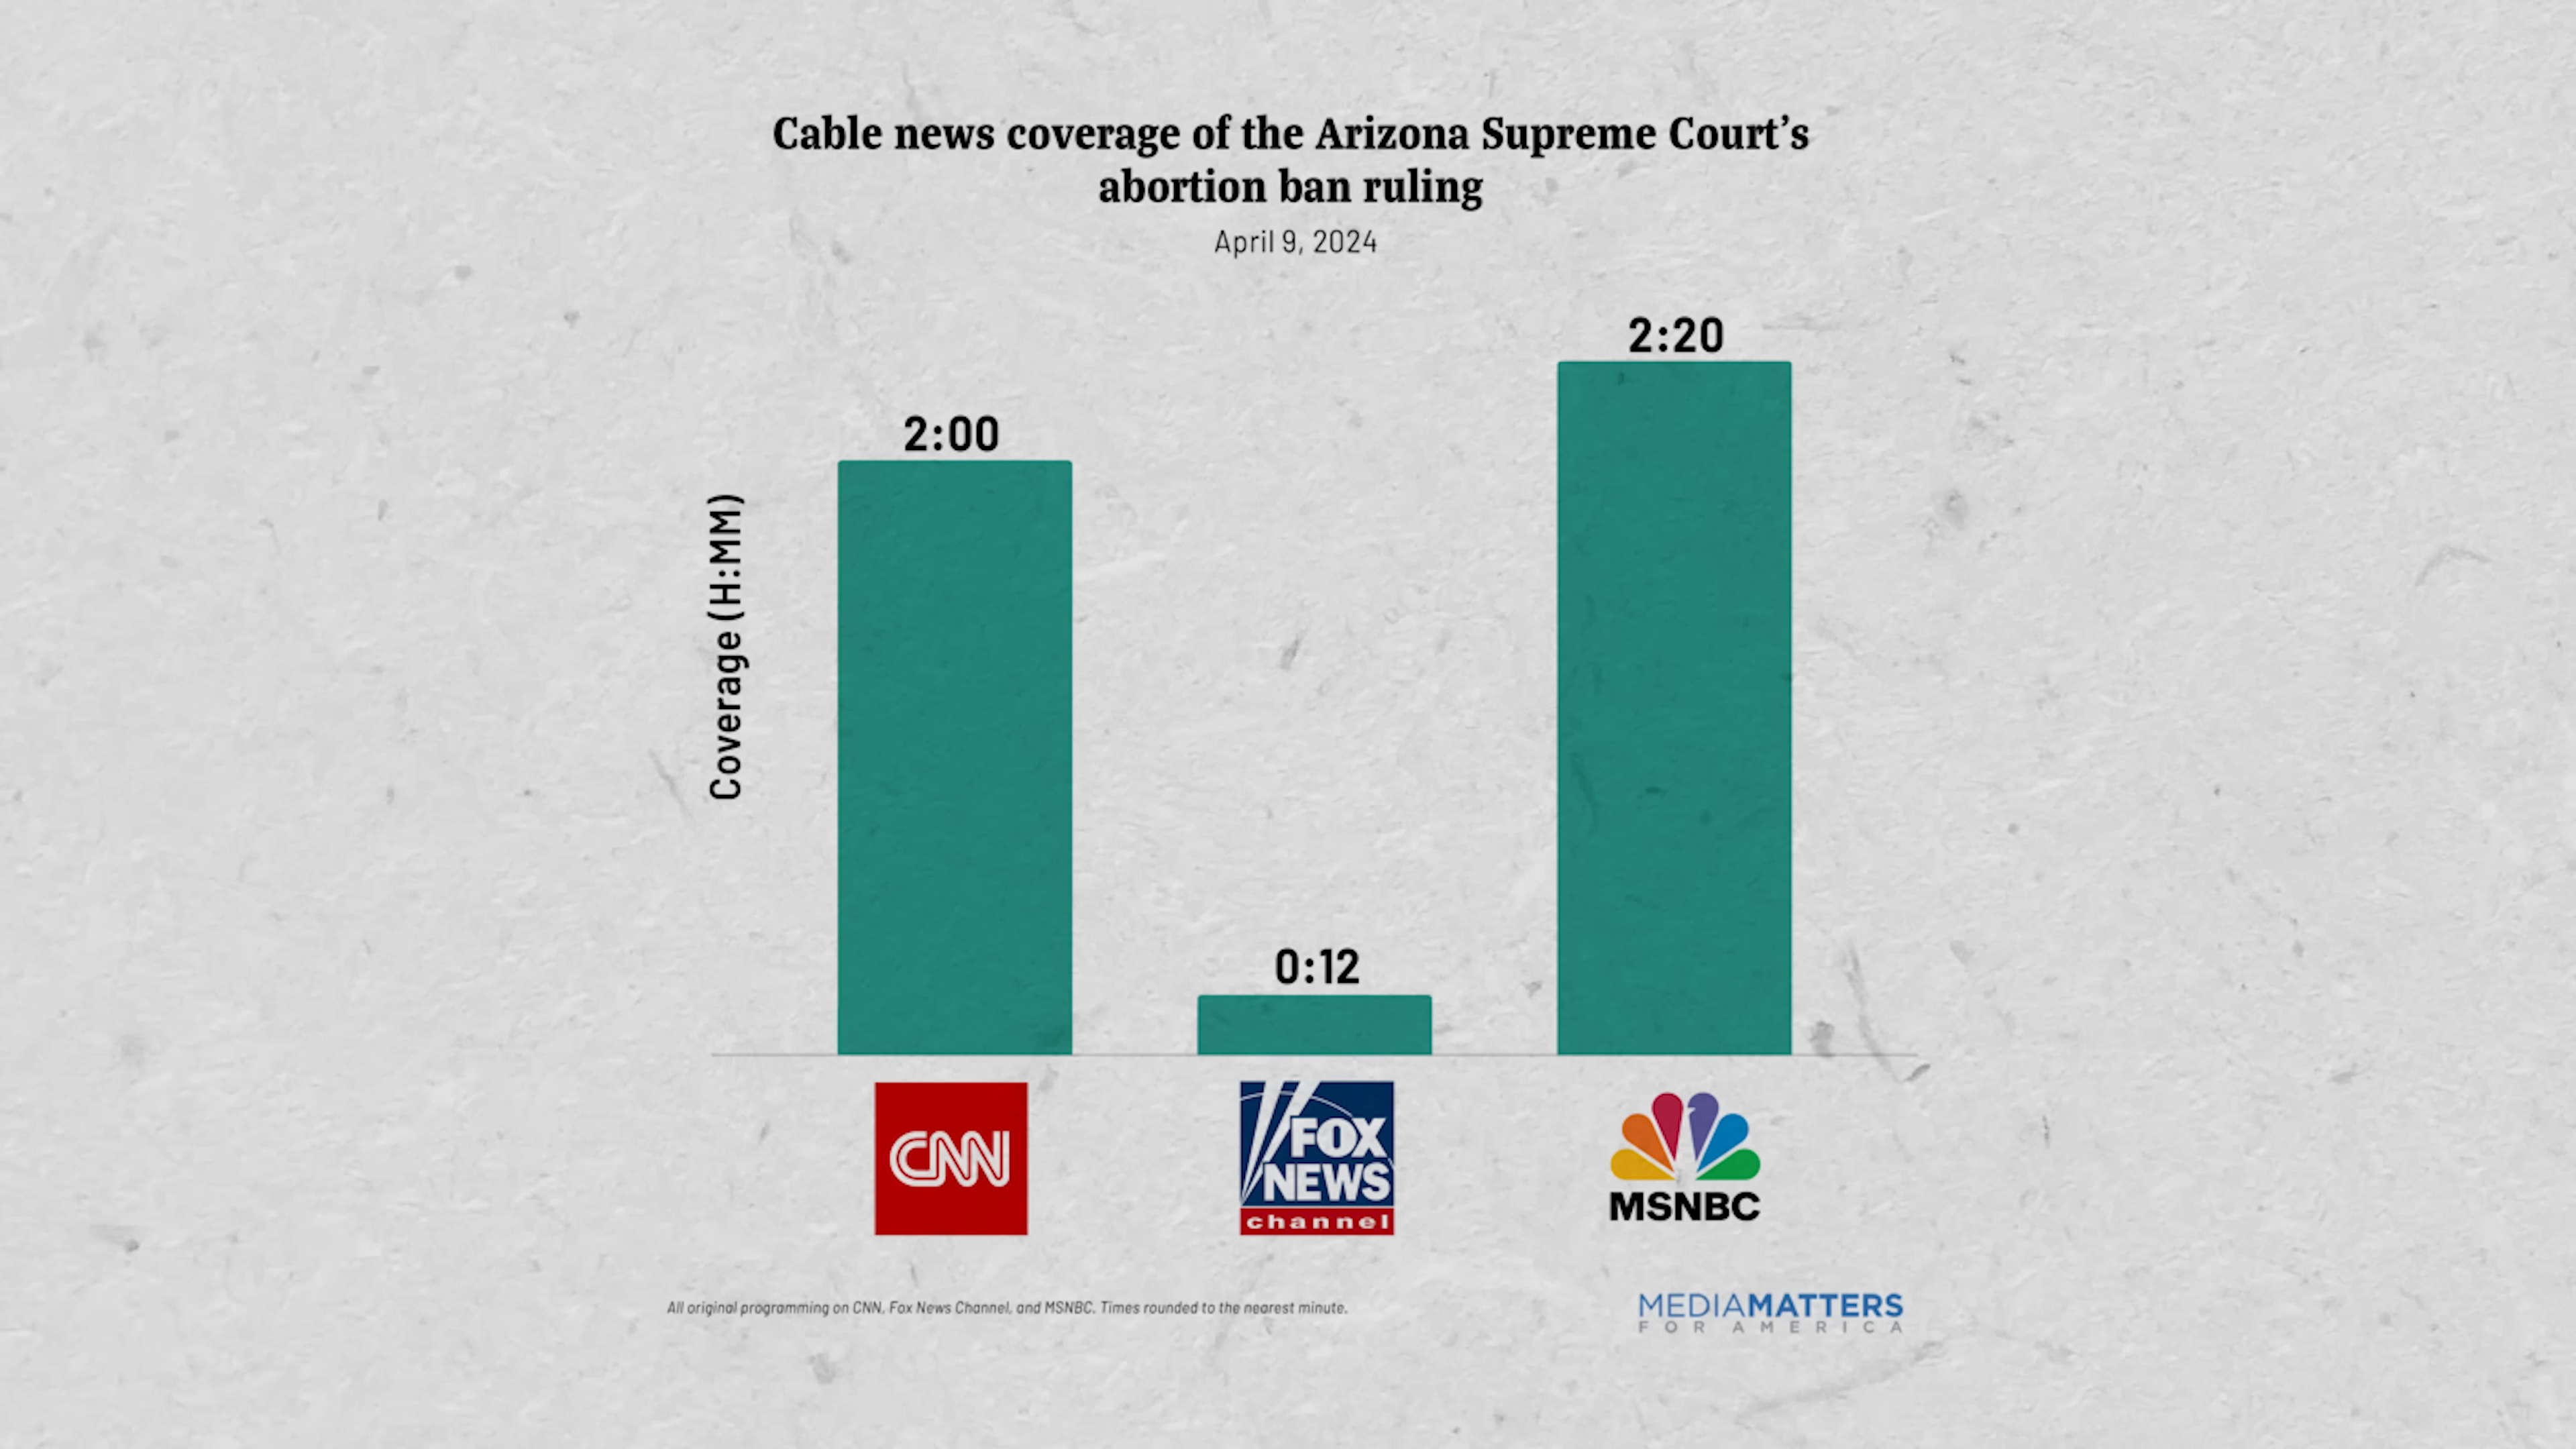 Cable news coverage of the Arizona Supreme Court’s
abortion ban ruling
April 9, 2024
Coverage (H:MM)
2:00
0:12
2:20
CNN
FOX
NEWS
channel
MSNBC
All original programming on CNN, Fox News Channel, and MSNBC. Times rounded to the nearest minute.
MEDIAMATTERS
FOR AMERICA